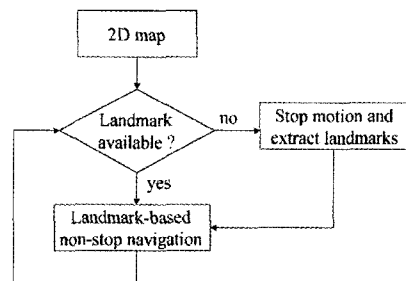 2D map
Landmark
available ?
no
Stop motion and
extract landmarks
yes
Landmark-based
non-stop navigation